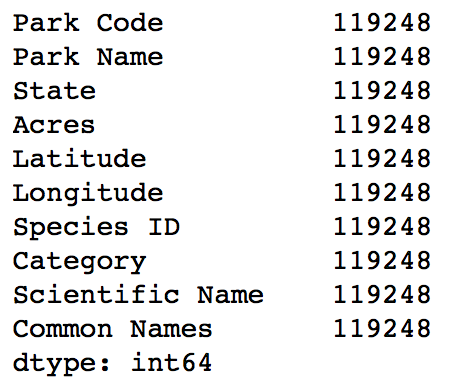 Park Code 119248
Park Name 119248
State 119248
Acres 119248
Latitude 119248
Longitude 119248
Species ID 119248
Category 119248
Scientific Name 119248
Common Names 119248
dtype: int64